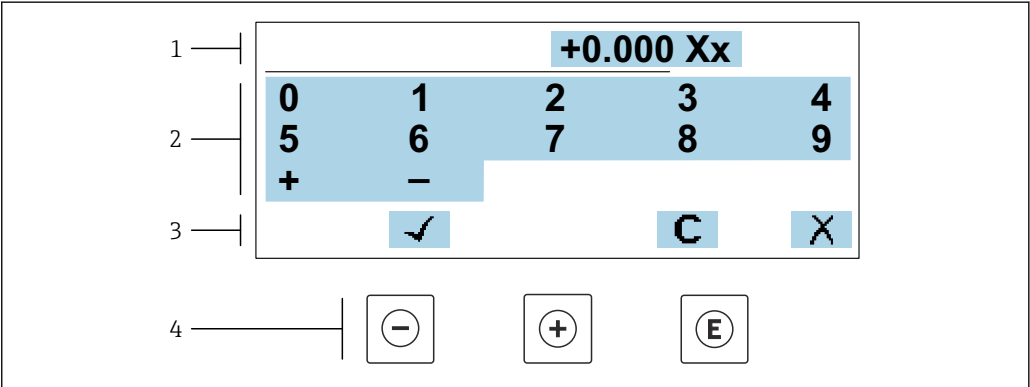 1 +0.000 Xx
0 1 2 3 4
2 5 6 7 8 9
+ –
3 ✓ C X
4 − + E